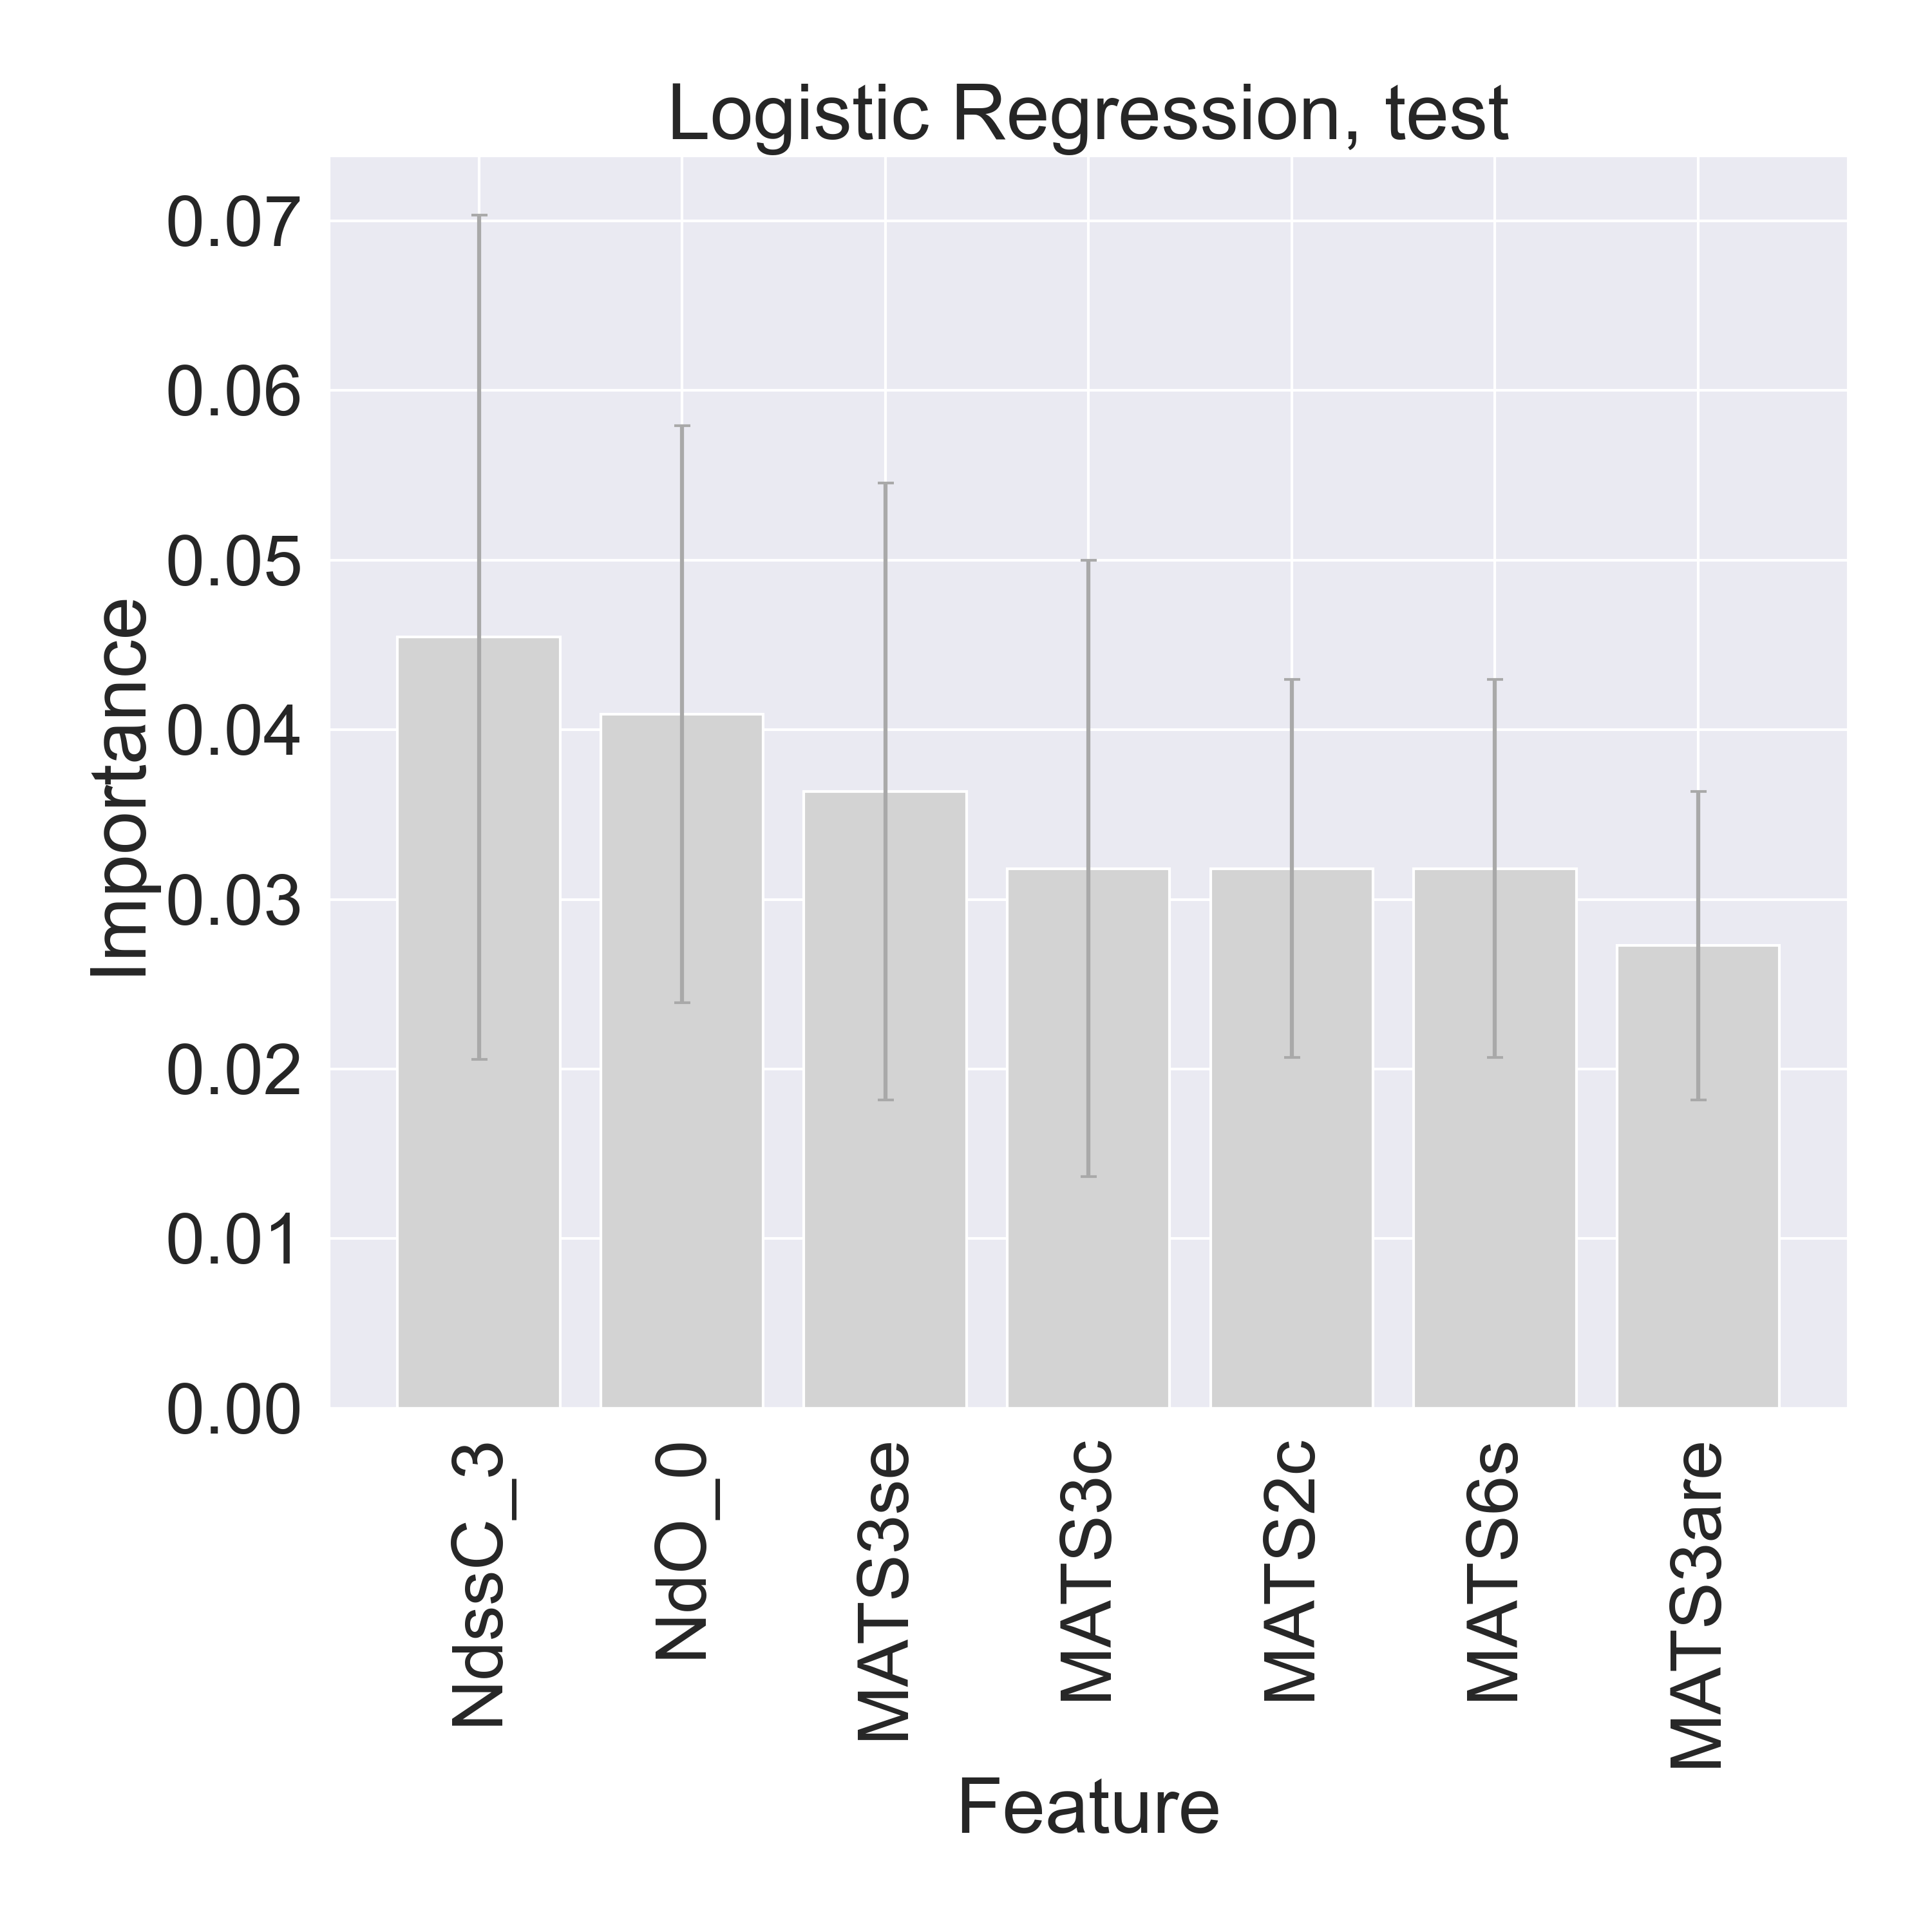 Logistic Regression, test
0.07
0.06
0.05
0.04
0.03
0.02
0.01
0.00
Importance
NdssC_3
NdO_0
MATS3se
MATS3c
MATS2c
MATS6s
MATS3are
Feature